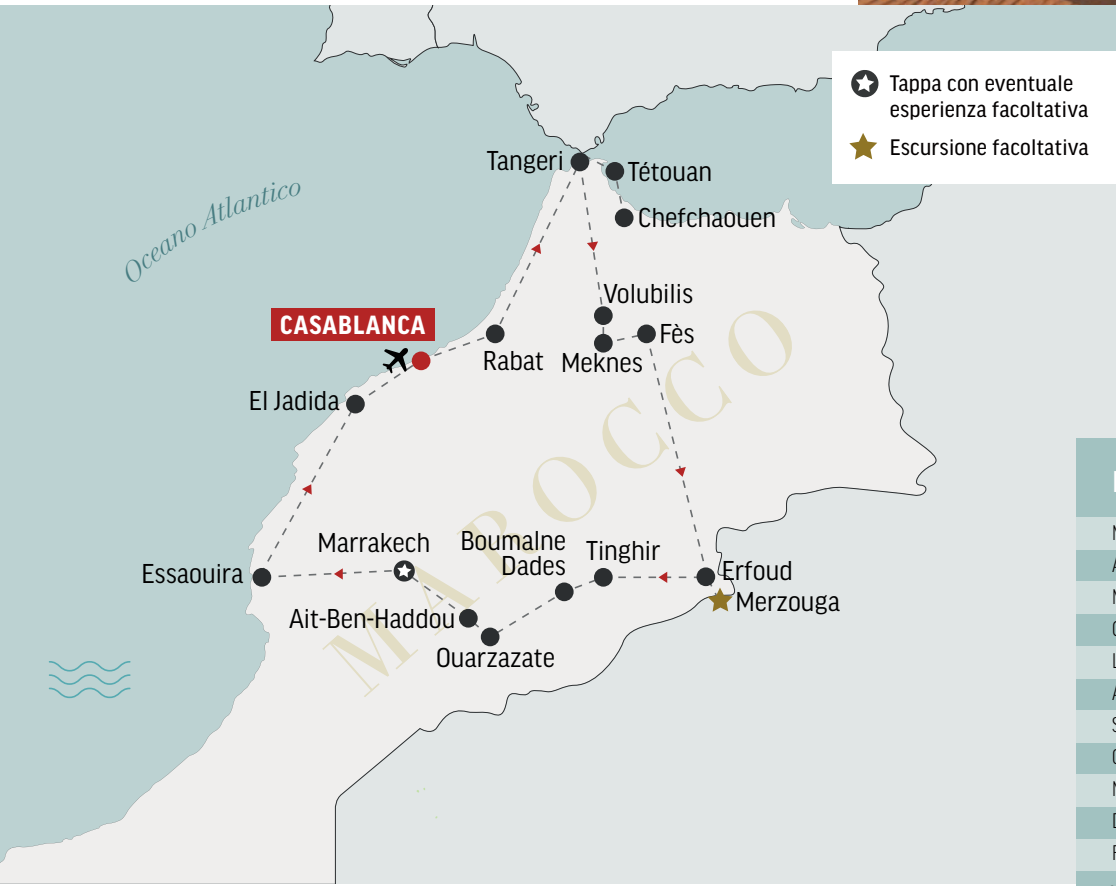 Tappa con eventuale
esperienza facoltativa
Escursione facoltativa
Oceano Atlantico
Tangeri
Tétouan
Chefchaouen
Volubilis
CASABLANCA
Fès
Rabat
Meknes
El Jadida
MAROCCO
Marrakech
Boumalne
Dades
Tinghir
Essaouira
Erfoud
Merzouga
Ait-Ben-Haddou
Ouarzazate